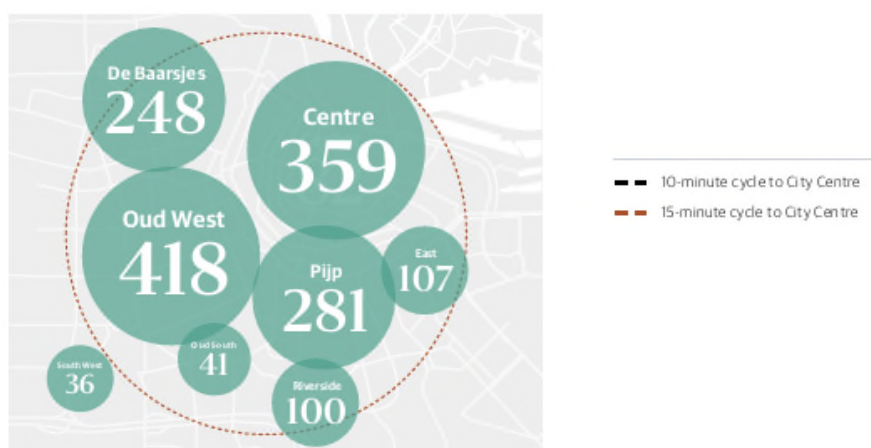 De Baarsjes
248
Centre
359
Oud West
418
Pijp
281
East
107
Oud South
41
South West
36
Riverside
100
10-minute cycle to City Centre
15-minute cycle to City Centre